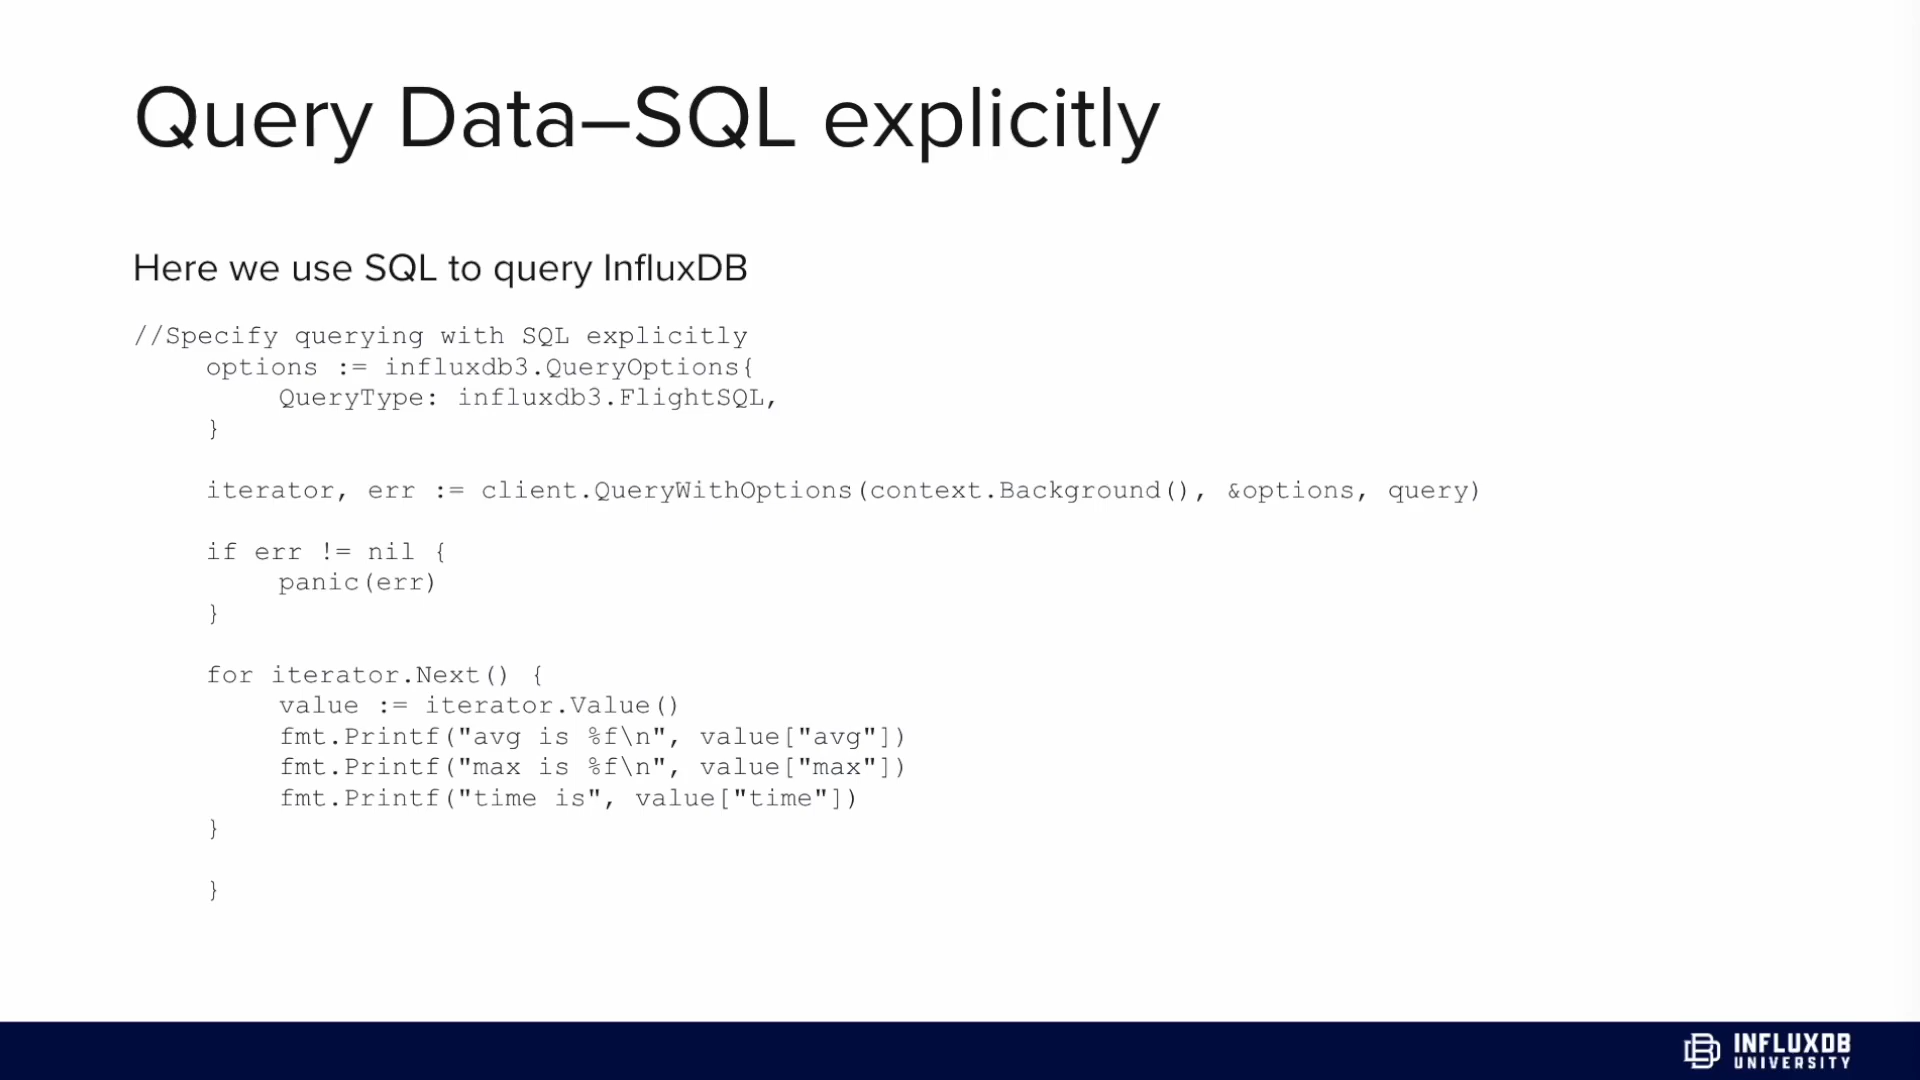 Query Data–SQL explicitly
Here we use SQL to query InfluxDB
//Specify querying with SQL explicitly
options := influxdb3.QueryOptions{
QueryType: influxdb3.FlightSQL,
}
iterator, err := client.QueryWithOptions(context.Background(), &options, query)
if err != nil {
panic(err)
}
for iterator.Next() {
value := iterator.Value()
fmt.Printf("avg is %f\n", value["avg"])
fmt.Printf("max is %f\n", value["max"])
fmt.Printf("time is", value["time"])
}
}
INFLUXDB
UNIVERSITY